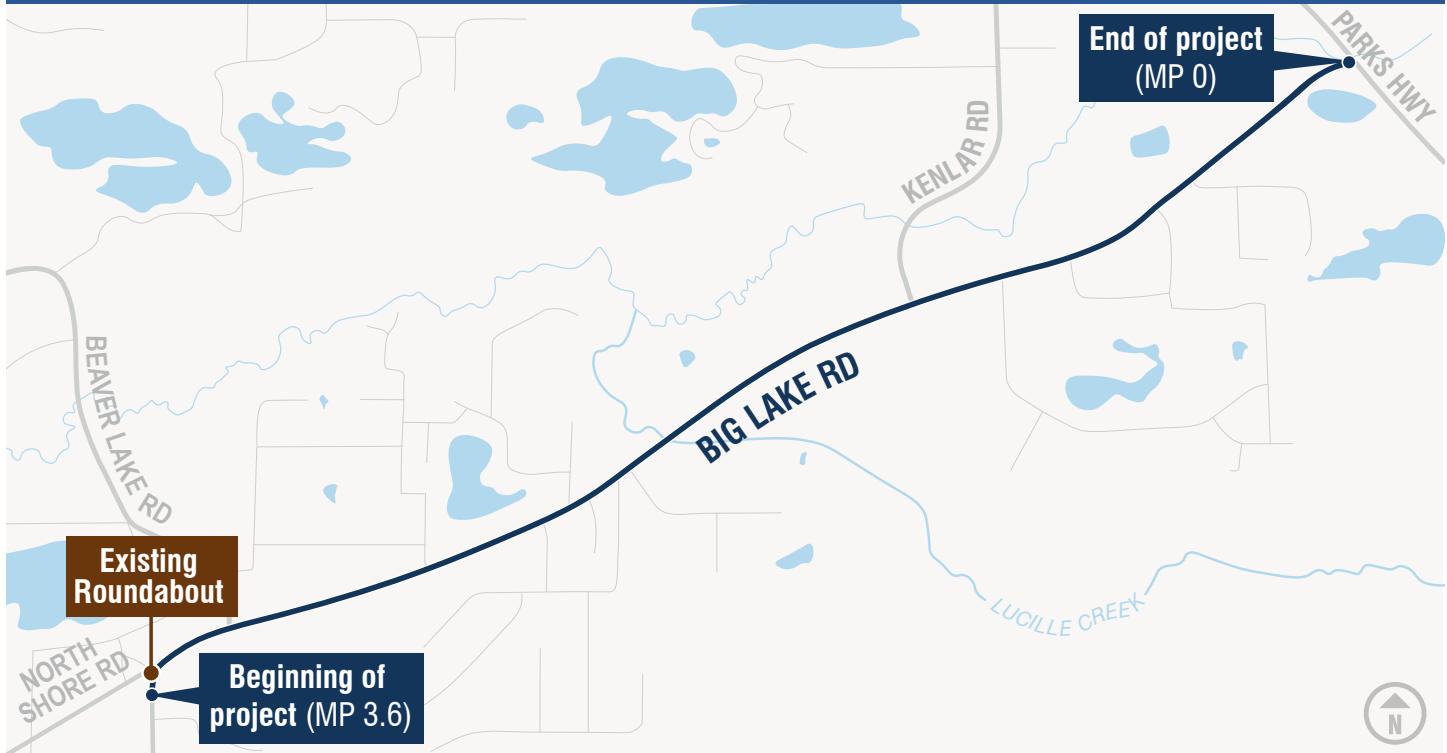 End of project
(MP 0)
PARKS HWY
KENLAR RD
BEAVER LAKE RD
BIG LAKE RD
Existing
Roundabout
LUCILLE CREEK
NORTH
SHORE RD
Beginning of
project (MP 3.6)
N